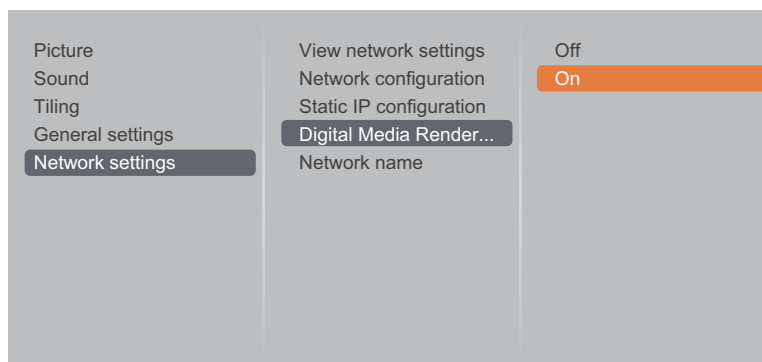 Picture
Sound
Tiling
General settings
Network settings
View network settings
Network configuration
Static IP configuration
Digital Media Render...
Network name
Off
On